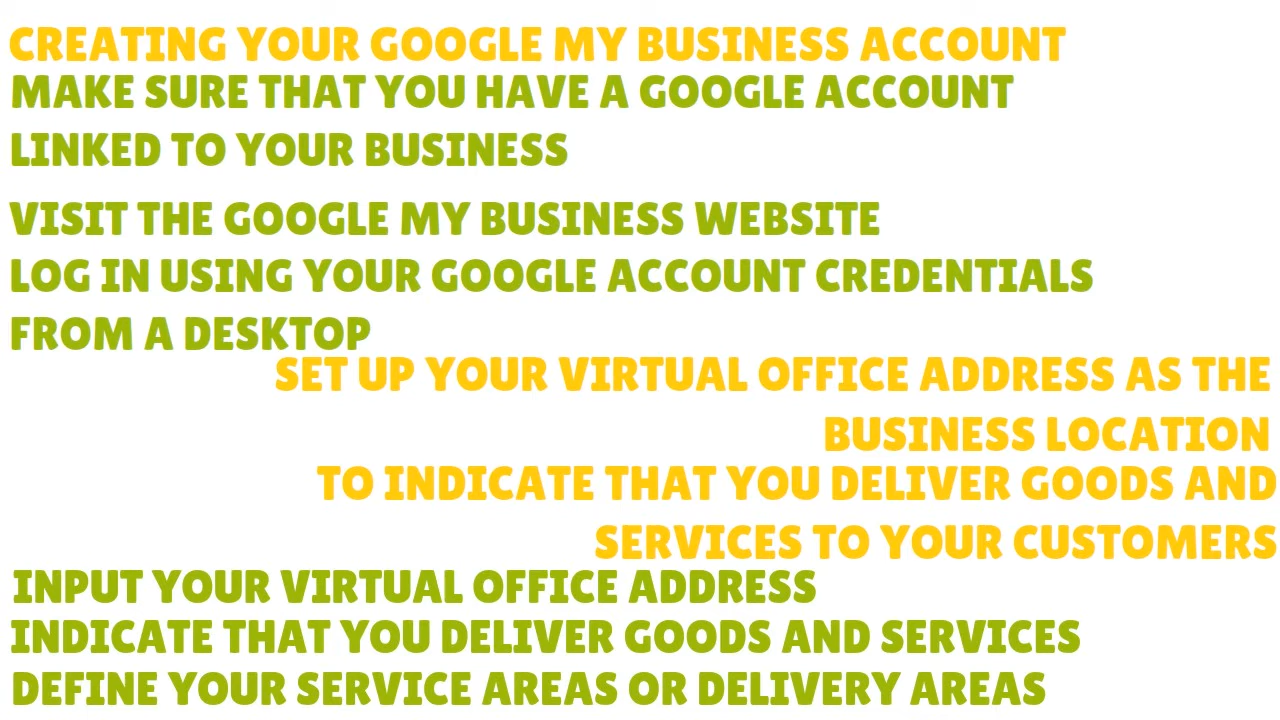 CREATING YOUR GOOGLE MY BUSINESS ACCOUNT
MAKE SURE THAT YOU HAVE A GOOGLE ACCOUNT
LINKED TO YOUR BUSINESS
VISIT THE GOOGLE MY BUSINESS WEBSITE
LOG IN USING YOUR GOOGLE ACCOUNT CREDENTIALS
FROM A DESKTOP
SET UP YOUR VIRTUAL OFFICE ADDRESS AS THE
BUSINESS LOCATION
TO INDICATE THAT YOU DELIVER GOODS AND
SERVICES TO YOUR CUSTOMERS
INPUT YOUR VIRTUAL OFFICE ADDRESS
INDICATE THAT YOU DELIVER GOODS AND SERVICES
DEFINE YOUR SERVICE AREAS OR DELIVERY AREAS